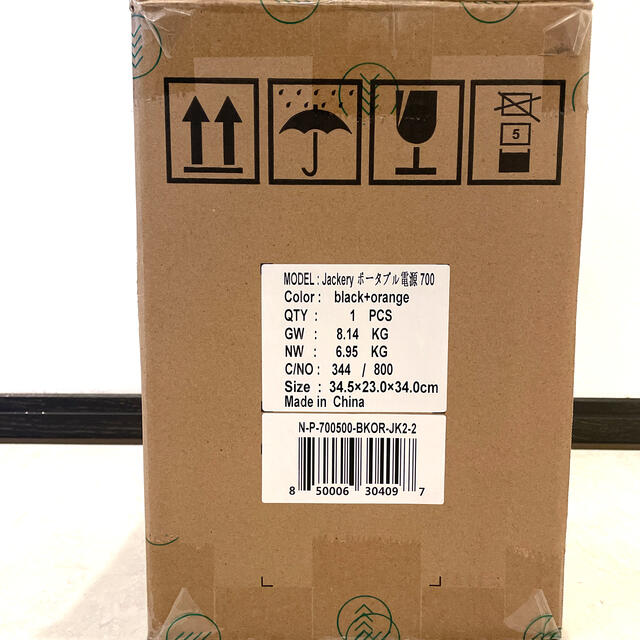 5
MODEL : Jackery ポータブル電源 700
Color : black+orange
QTY : 1 PCS
GW : 8.14 KG
NW : 6.95 KG
C/NO : 344 / 800
Size : 34.5×23.0×34.0cm
Made in China
N-P-700500-BKOR-JK2-2
8 50006 30409 7